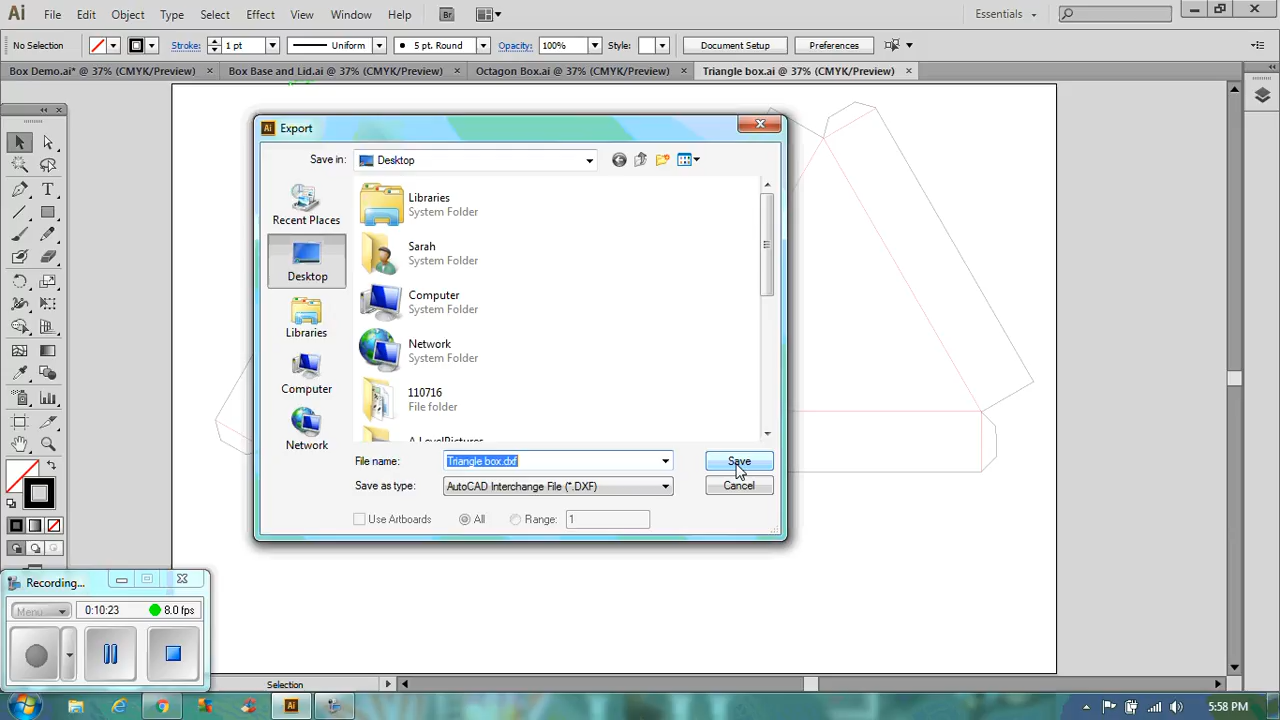 Ai File Edit Object Type Select Effect View Window Help Br Essentials
No Selection Stroke: 1 pt Uniform 5 pt. Round Opacity: 100% Style: Document Setup Preferences
Box Demo.ai* @ 37% (CMYK/Preview) × Box Base and Lid.ai @ 37% (CMYK/Preview) × Octagon Box.ai @ 37% (CMYK/Preview) × Triangle box.ai @ 37% (CMYK/Preview) ×
Ai Export
Save in: Desktop
Recent Places
Desktop
Libraries
Computer
Network
Libraries
System Folder
Sarah
System Folder
Computer
System Folder
Network
System Folder
110716
File folder
File name: Triangle box.dxf Save
Save as type: AutoCAD Interchange File (*.DXF) Cancel
Use Artboards All Range: 1
Recording...
Menu 0:10:23 8.0 fps
Selection
Ai 5:58 PM